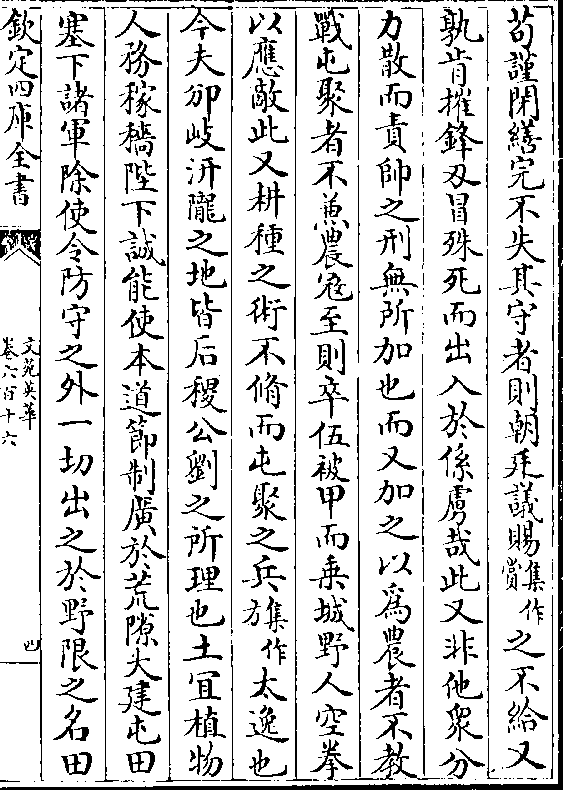 苟謹閉繕完不失其守者則朝廷議賜集作賞之不給又
孰肯摧鋒刃冒殊死而出入於係虜哉此又非他衆分
力散而責帥之刑無所加也而又加之以為農者不教
戰屯聚者不兼農冦至則卒伍被甲而乗城野人空拳
以應敵此又耕種之術不脩而屯聚之兵集作方太逸也
今夫邠岐汧隴之地皆后稷公劉之所理也土冝植物
人務稼穡陛下誠能使本道節制廣於荒隙大建屯田
塞下諸軍除使令防守之外一切出之於野限之名田
欽定四庫全書
文苑英華
卷六百十六
四